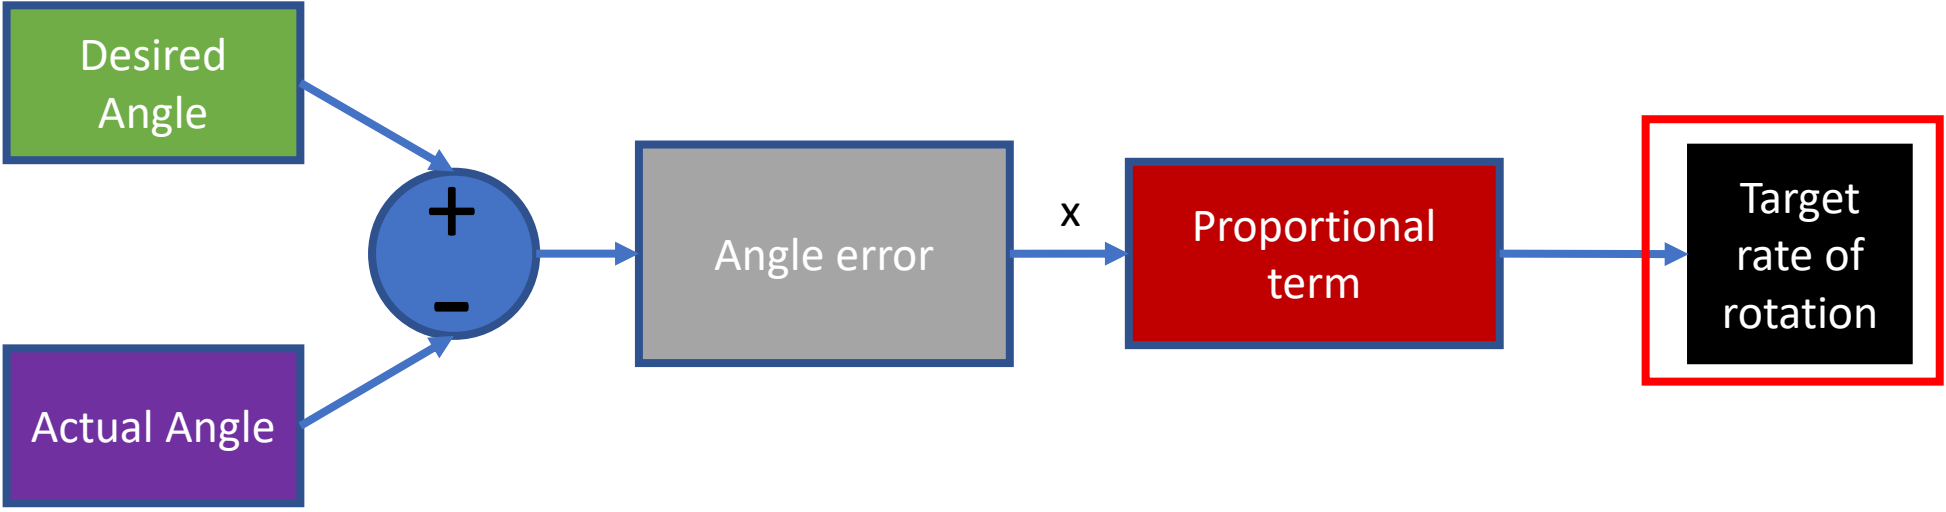 Desired
Angle
+
-
Actual Angle
Angle error
x
Proportional
term
Target
rate of
rotation